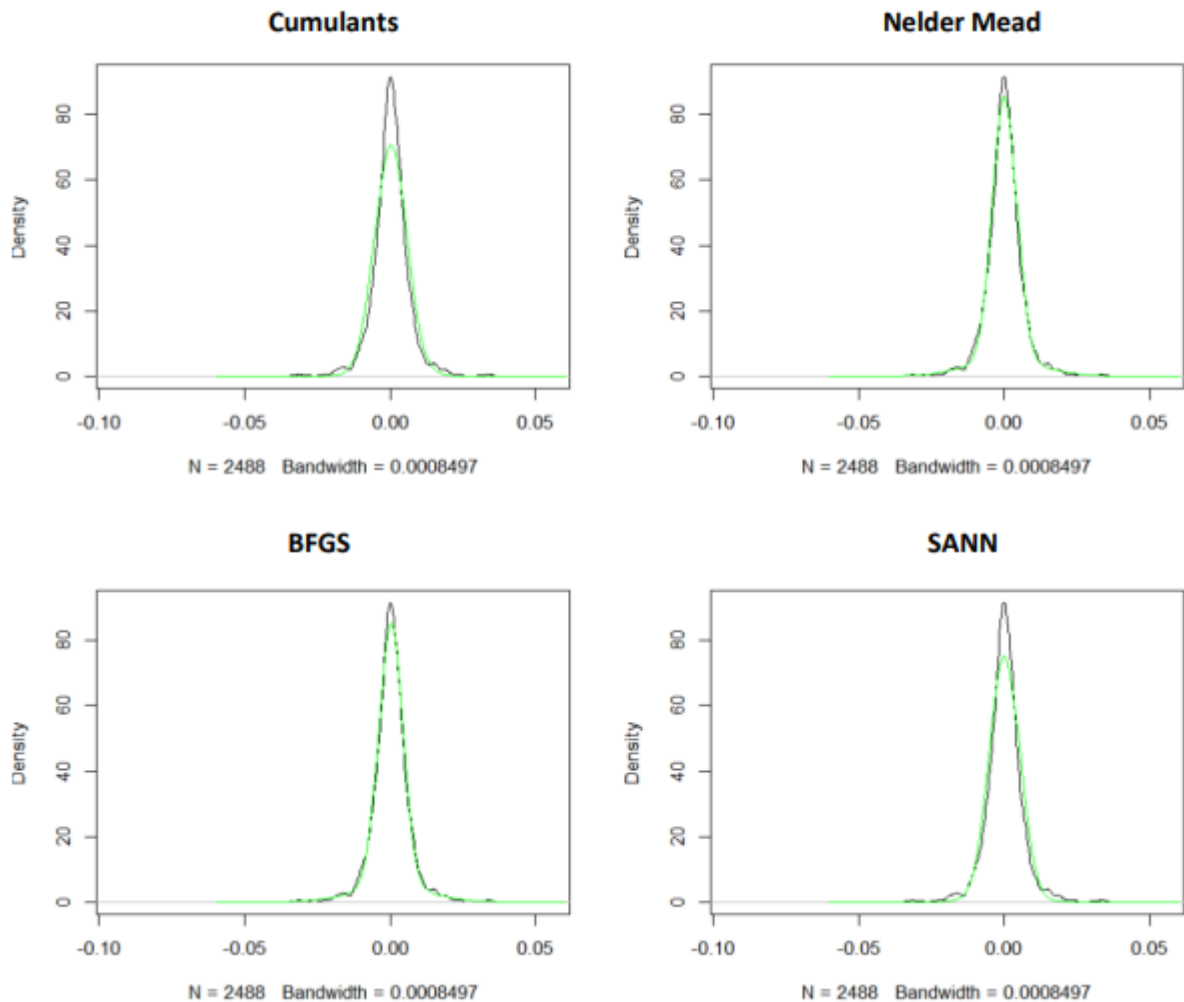 Cumulants
Density
0 20 40 60 80
-0.10 -0.05 0.00 0.05
N = 2488 Bandwidth = 0.0008497
Nelder Mead
Density
0 20 40 60 80
-0.10 -0.05 0.00 0.05
N = 2488 Bandwidth = 0.0008497
BFGS
Density
0 20 40 60 80
-0.10 -0.05 0.00 0.05
N = 2488 Bandwidth = 0.0008497
SANN
Density
0 20 40 60 80
-0.10 -0.05 0.00 0.05
N = 2488 Bandwidth = 0.0008497